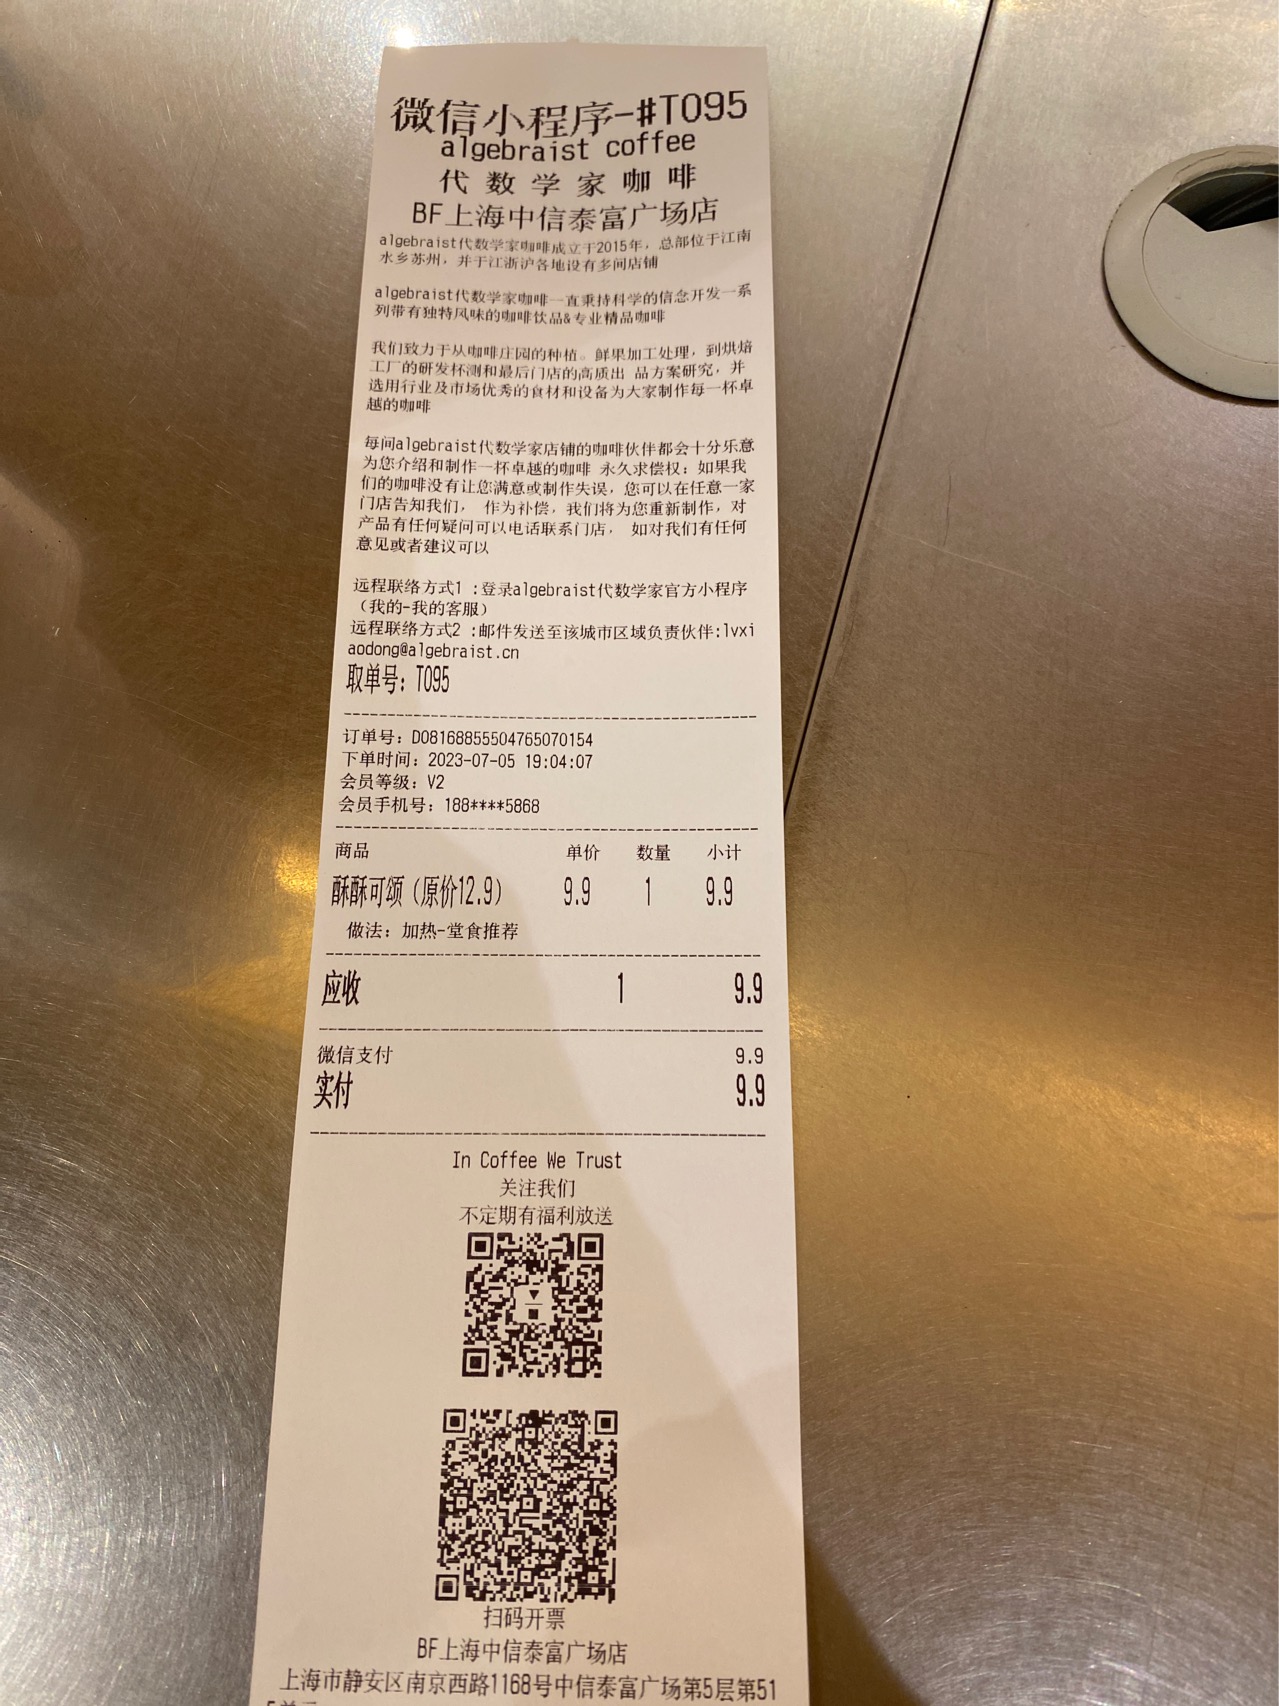 微信小程序-#T095
algebraist coffee
代数学家咖啡
BF上海中信泰富广场店
algebraist代数学家咖啡成立于2015年，总部位于江南
水乡苏州，并于江浙沪各地设有多间店铺
algebraist代数学家咖啡一直秉持科学的信念开发一系
列带有独特风味的咖啡饮品&专业精品咖啡
我们致力于从咖啡庄园的种植。鲜果加工处理，到烘焙
工厂的研发杯测和最后门店的高质出 品方案研究，并
选用行业及市场优秀的食材和设备为大家制作每一杯卓
越的咖啡
每间algebraist代数学家店铺的咖啡伙伴都会十分乐意
为您介绍和制作一杯卓越的咖啡 永久求偿权：如果我
们的咖啡没有让您满意或制作失误，您可以在任意一家
门店告知我们， 作为补偿，我们将为您重新制作，对
产品有任何疑问可以电话联系门店， 如对我们有任何
意见或者建议可以
远程联络方式1 :登录algebraist代数学家官方小程序
（我的-我的客服）
远程联络方式2 :邮件发送至该城市区域负责伙伴:lvxi
aodong@algebraist.cn
取单号：T095
订单号：D08168855504765070154
下单时间：2023-07-05 19:04:07
会员等级：V2
会员手机号：188****5868
商品 单价 数量 小计
酥酥可颂（原价12.9） 9.9 1 9.9
做法：加热-堂食推荐
应收 1 9.9
微信支付 9.9
实付 9.9
In Coffee We Trust
关注我们
不定期有福利放送
扫码开票
BF上海中信泰富广场店
上海市静安区南京西路1168号中信泰富广场第5层第51